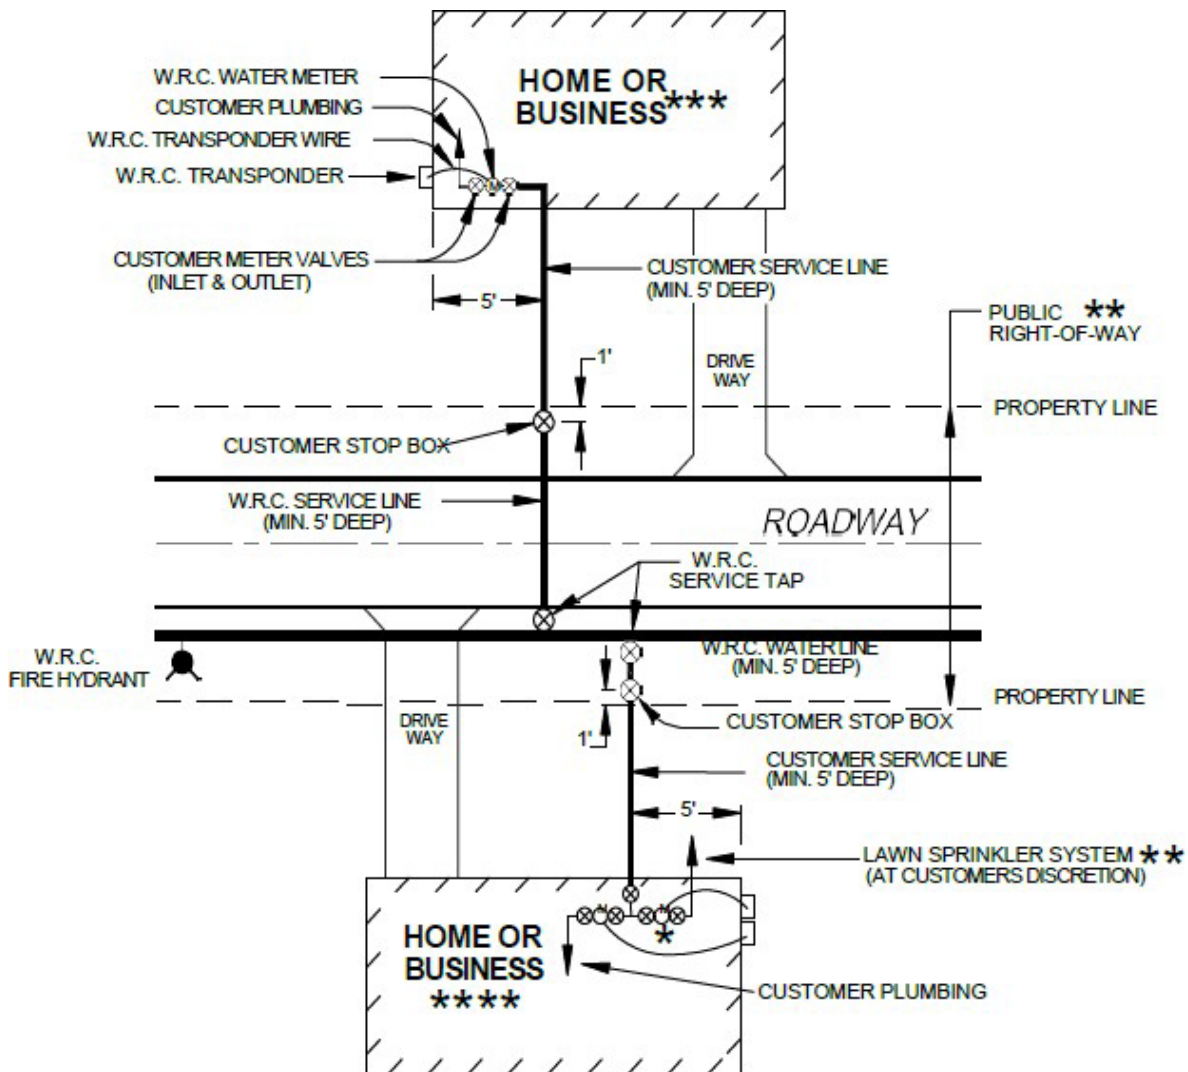 HOME OR
BUSINESS***
W.R.C. WATER METER
CUSTOMER PLUMBING
W.R.C. TRANSPONDER WIRE
W.R.C. TRANSPONDER
M
CUSTOMER METER VALVES
(INLET & OUTLET)
5'
CUSTOMER SERVICE LINE
(MIN. 5' DEEP)
PUBLIC **
RIGHT-OF-WAY
1'
DRIVE
WAY
PROPERTY LINE
CUSTOMER STOP BOX
W.R.C. SERVICE LINE
(MIN. 5' DEEP)
ROADWAY
W.R.C.
SERVICE TAP
W.R.C. WATER LINE
(MIN. 5' DEEP)
W.R.C.
FIRE HYDRANT
PROPERTY LINE
DRIVE
WAY
1'
CUSTOMER STOP BOX
CUSTOMER SERVICE LINE
(MIN. 5' DEEP)
5'
LAWN SPRINKLER SYSTEM **
(AT CUSTOMERS DISCRETION)
M
*
HOME OR
BUSINESS
****
CUSTOMER PLUMBING